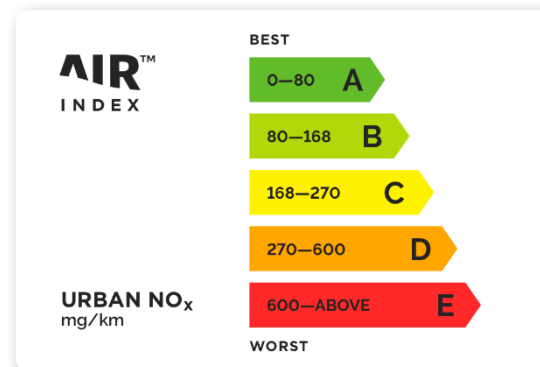 AIR™
INDEX
BEST
0—80 A
80—168 B
168—270 C
270—600 D
600—ABOVE E
WORST
URBAN NOx
mg/km